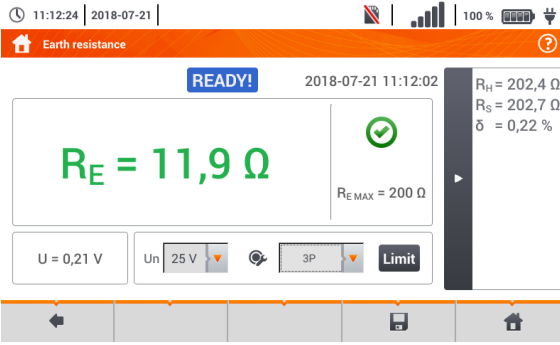 11:12:24 2018-07-21 100 %
Earth resistance ?
READY! 2018-07-21 11:12:02
RE = 11,9 Ω
RE MAX = 200 Ω
RH = 202,4 Ω
RS = 202,7 Ω
δ = 0,22 %
U = 0,21 V
Un 25 V 3P Limit